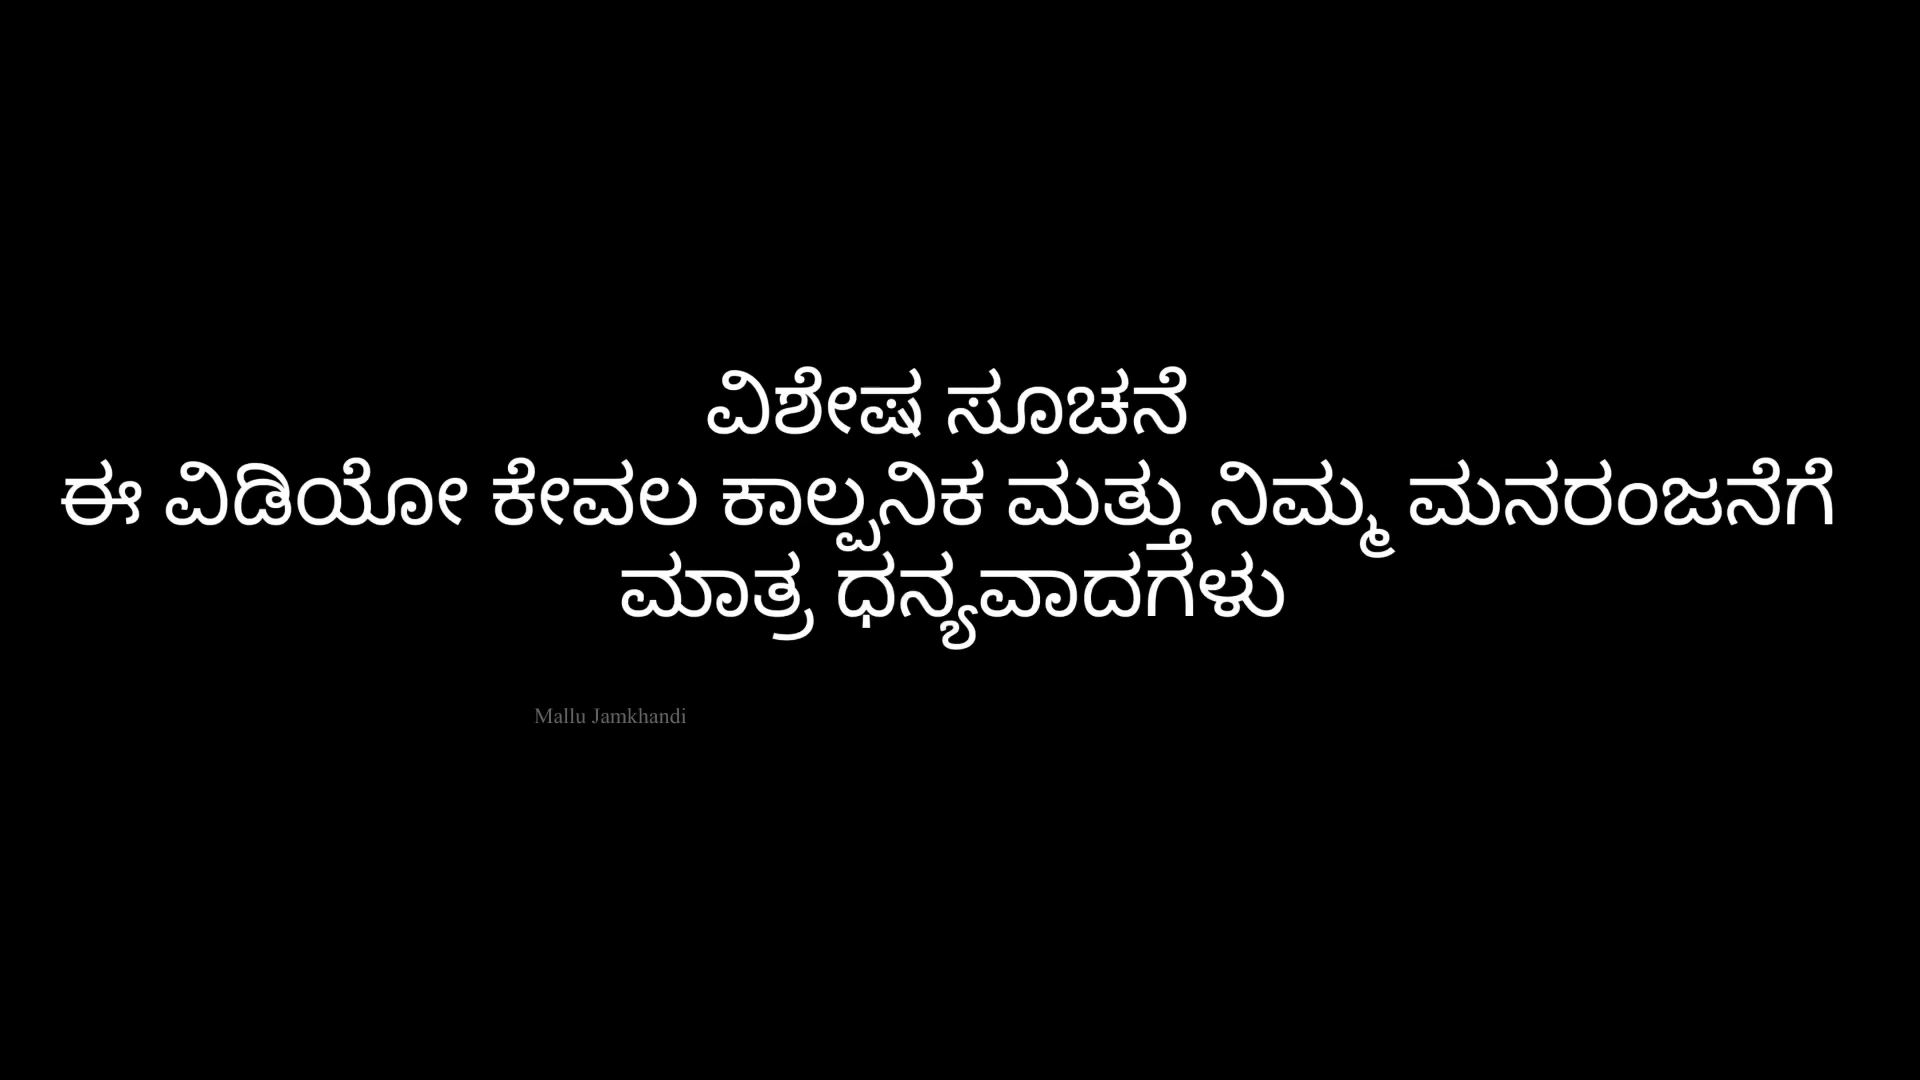 ವಿಶೇಷ ಸೂಚನೆ
ಈ ವಿಡಿಯೋ ಕೇವಲ ಕಾಲ್ಪನಿಕ ಮತ್ತು ನಿಮ್ಮ ಮನರಂಜನೆಗೆ
ಮಾತ್ರ ಧನ್ಯವಾದಗಳು
Mallu Jamkhandi